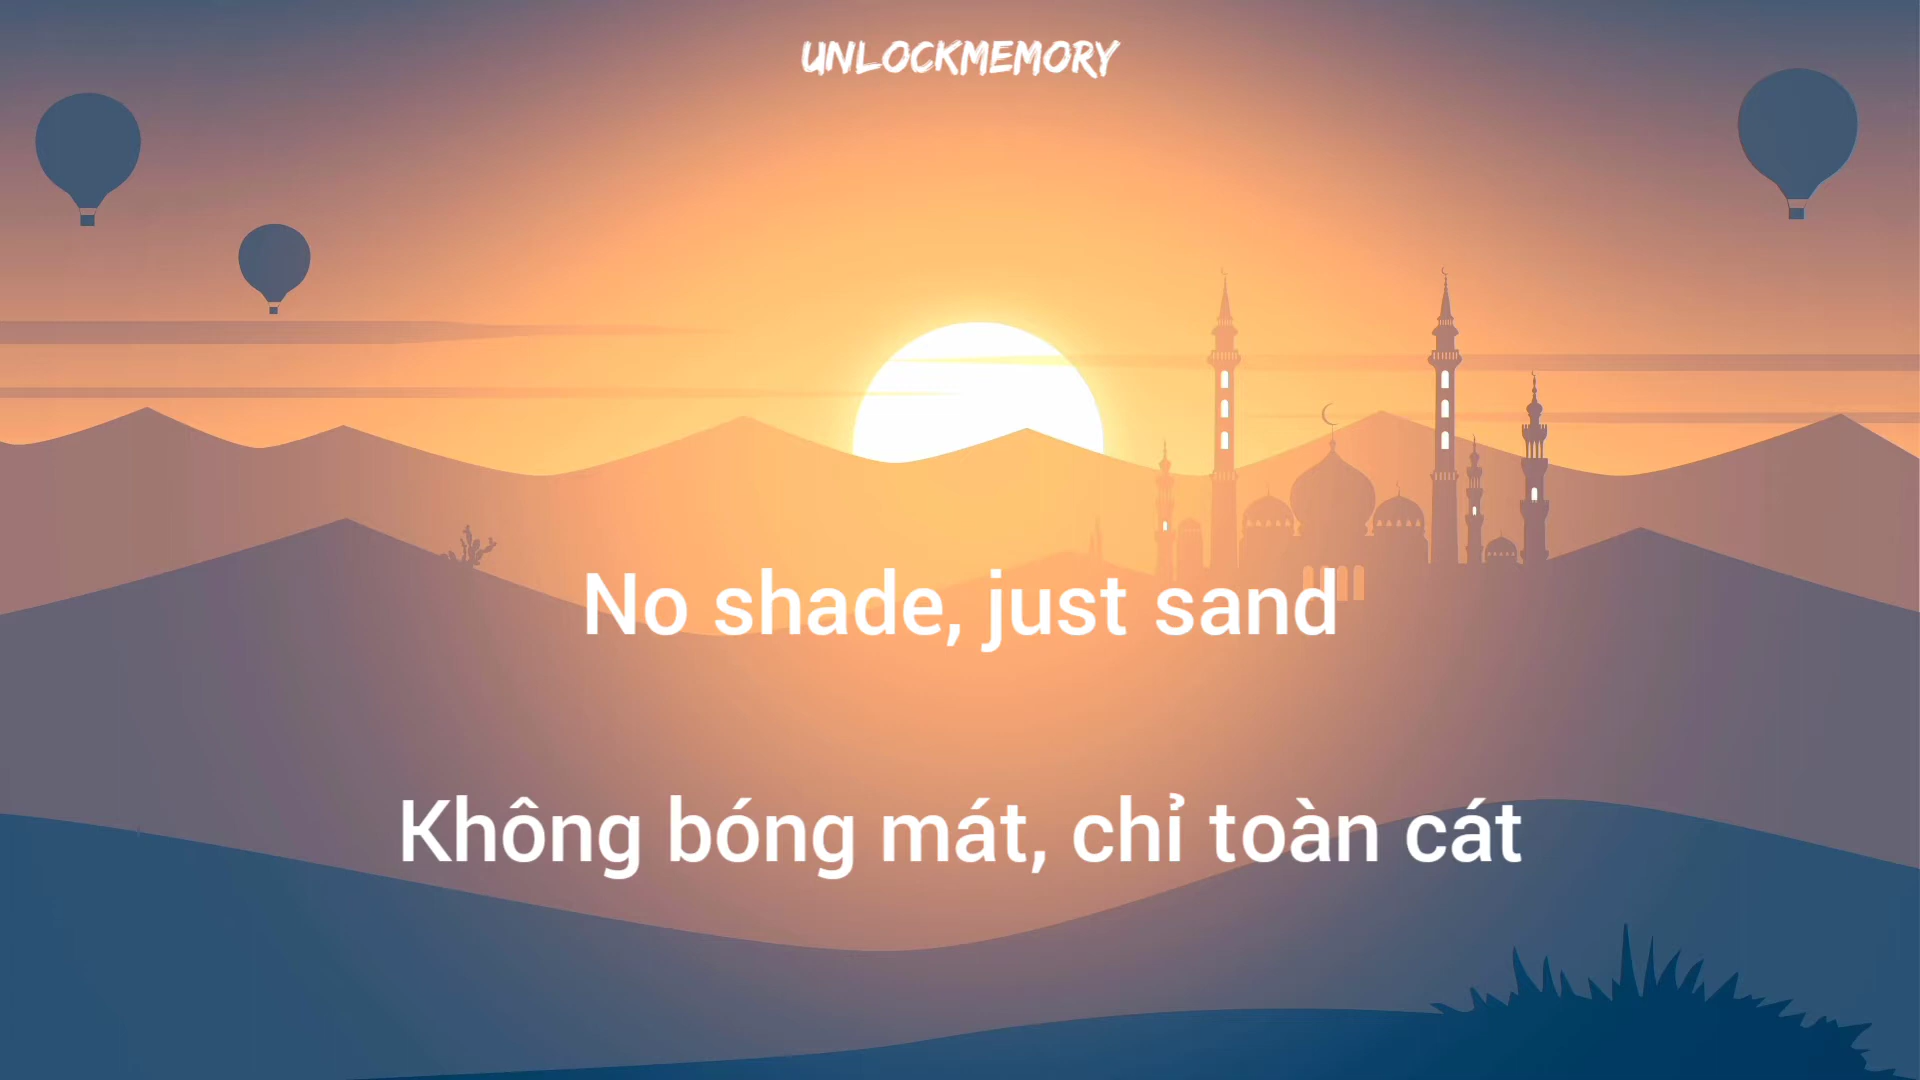 UNLOCKMEMORY
No shade, just sand
Không bóng mát, chỉ toàn cát